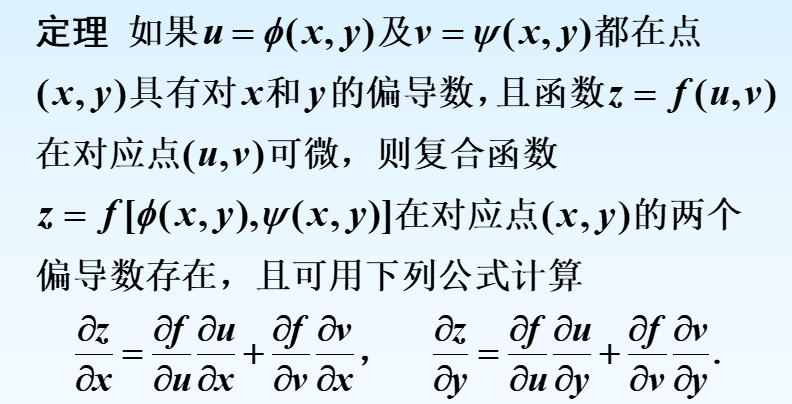 定理 如果u = ϕ(x, y)及v = ψ(x, y)都在点
(x, y)具有对x和y的偏导数,且函数z = f(u,v)
在对应点(u,v)可微，则复合函数
z = f[ϕ(x, y),ψ(x, y)]在对应点(x, y)的两个
偏导数存在，且可用下列公式计算
∂z/∂x = ∂f/∂u ∂u/∂x + ∂f/∂v ∂v/∂x , ∂z/∂y = ∂f/∂u ∂u/∂y + ∂f/∂v ∂v/∂y .